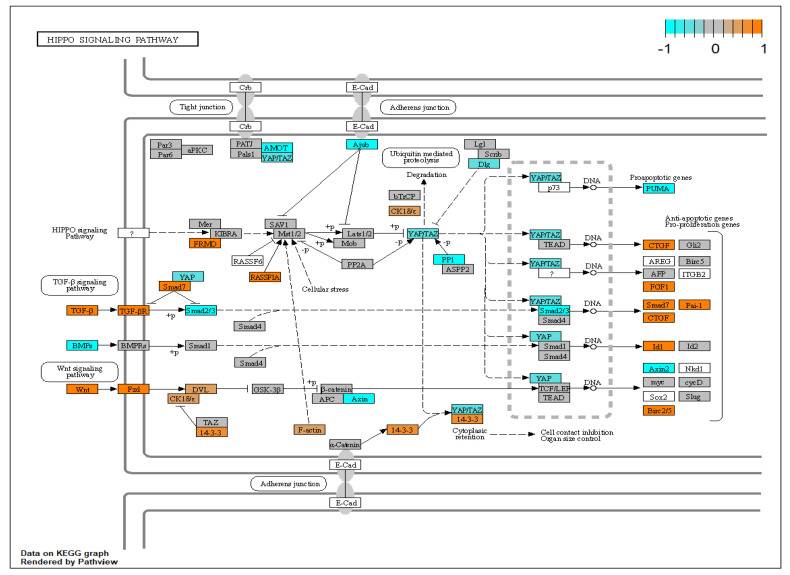 HIPPO SIGNALING PATHWAY
-1 0 1
Crb
E-Cad
Tight junction
Adherens junction
Crb
E-Cad
Par3
Par6
aPKC
PATJ
Pals1
AMOT
YAP/TAZ
Ajub
Ubiquitin mediated
proteolysis
Degradation
Lgl
Scrib
Dlg
YAP/TAZ
p73
DNA
Proapoptotic genes
PUMA
bTrCP
CK1δ/ε
HIPPO signaling
Pathway
?
Mer
KIBRA
FRMD
SAV1
Mst1/2
+p
+p
-p
Lats1/2
Mob
+p
-p
YAP/TAZ
-p
YAP/TAZ
TEAD
DNA
Anti-apoptotic genes
Pro-proliferation genes
CTGF
Gli2
RASSF6
RASSF1A
PP2A
PP1
ASPP2
YAP/TAZ
?
DNA
AREG
Birc5
AFP
ITGB2
FGF1
Cellular stress
TGF-β signaling
pathway
YAP
Smad7
TGF-β
TGF-βR
+p
Smad2/3
Smad4
YAP/TAZ
Smad2/3
Smad4
DNA
Smad7
Pai-1
CTGF
BMPs
BMPRs
+p
Smad1
Smad4
YAP
Smad1
Smad4
DNA
Id1
Id2
Wnt signaling
pathway
Wnt
Fzd
DVL
CK1δ/ε
GSK-3β
+p
β-catenin
APC
Axin
YAP
TCP/LEF
TEAD
DNA
Axin2
Nkd1
myc
cycD
Sox2
Slug
Birc2/5
TAZ
14-3-3
F-actin
α-Catenin
14-3-3
YAP/TAZ
14-3-3
Cytoplasic
retention
Cell contact inhibition
Organ size control
E-Cad
Adherens junction
E-Cad
Data on KEGG graph
Rendered by Pathview